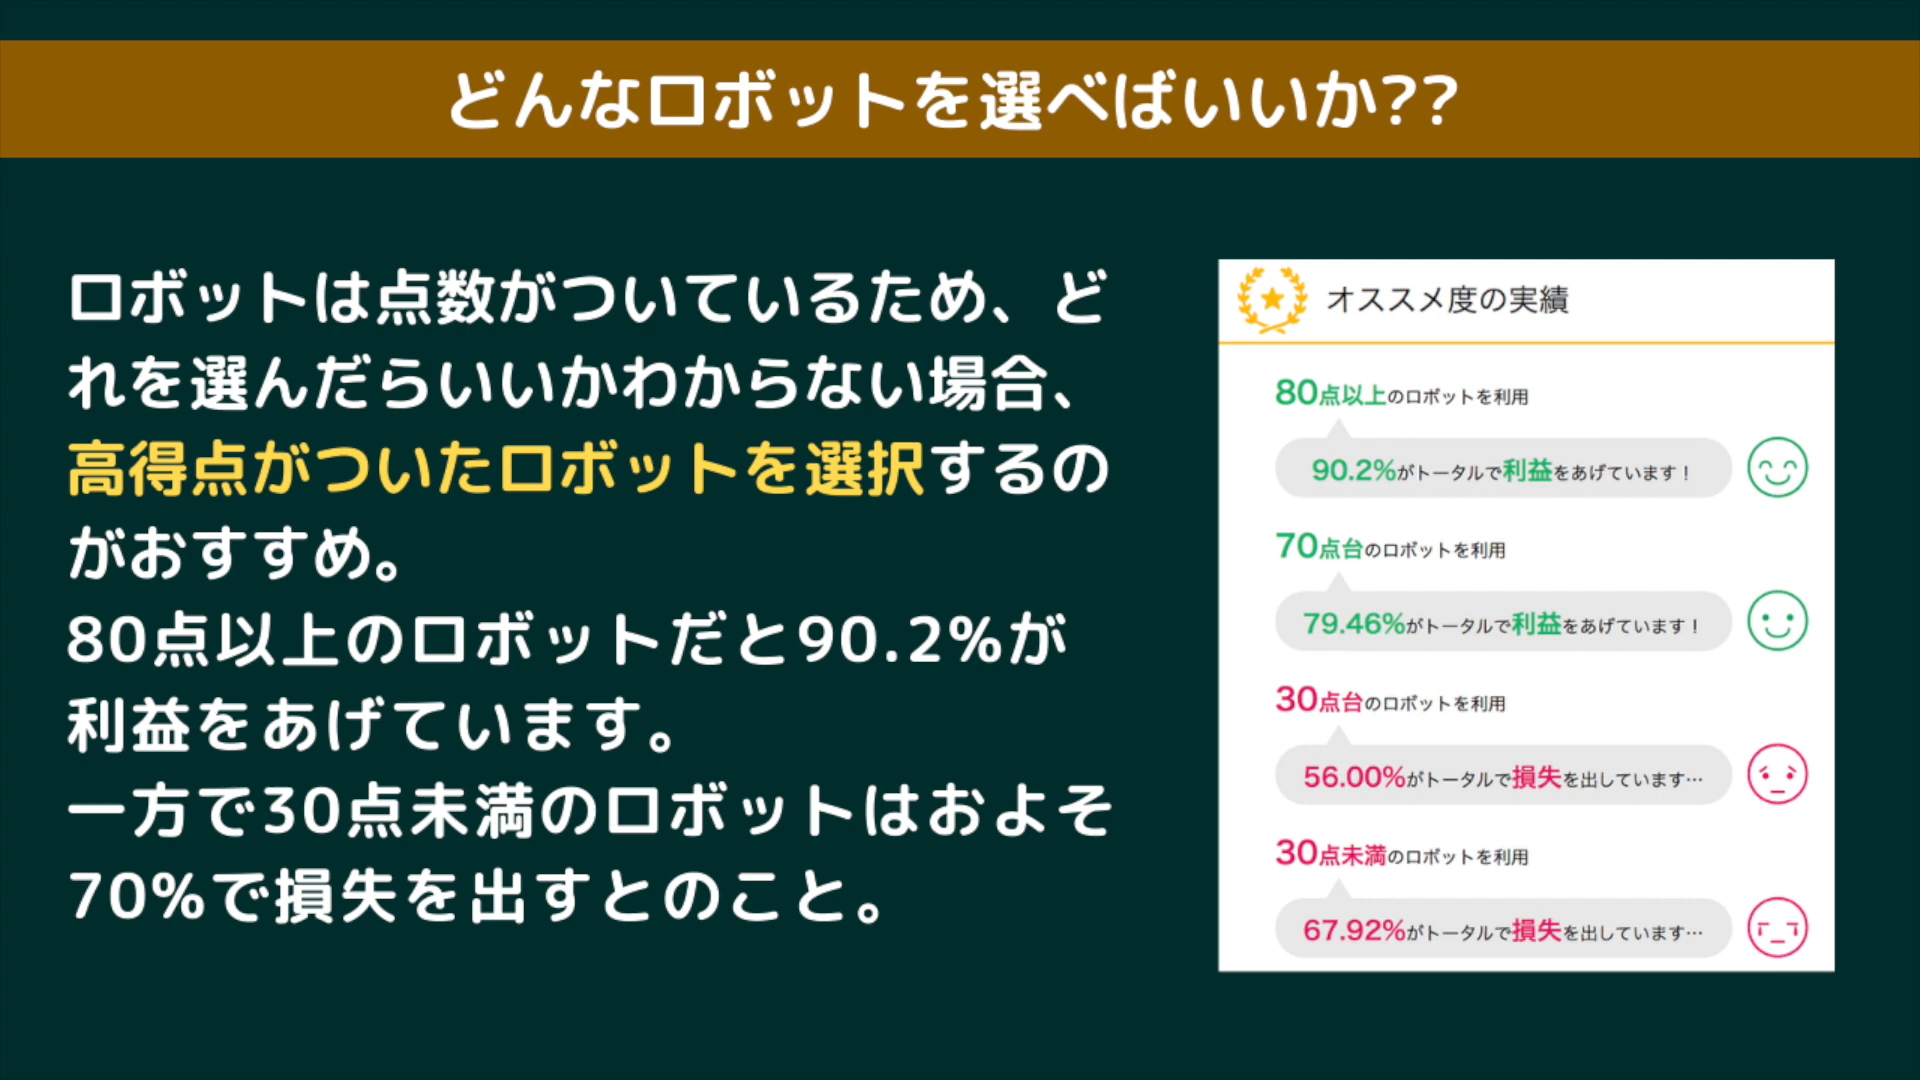 どんなロボットを選べばいいか??
ロボットは点数がついているため、ど
れを選んだらいいかわからない場合、
高得点がついたロボットを選択するの
がおすすめ。
80点以上のロボットだと90.2%が
利益をあげています。
一方で30点未満のロボットはおよそ
70%で損失を出すとのこと。
オススメ度の実績
80点以上のロボットを利用
90.2%がトータルで利益をあげています！
70点台のロボットを利用
79.46%がトータルで利益をあげています！
30点台のロボットを利用
56.00%がトータルで損失を出しています…
30点未満のロボットを利用
67.92%がトータルで損失を出しています…